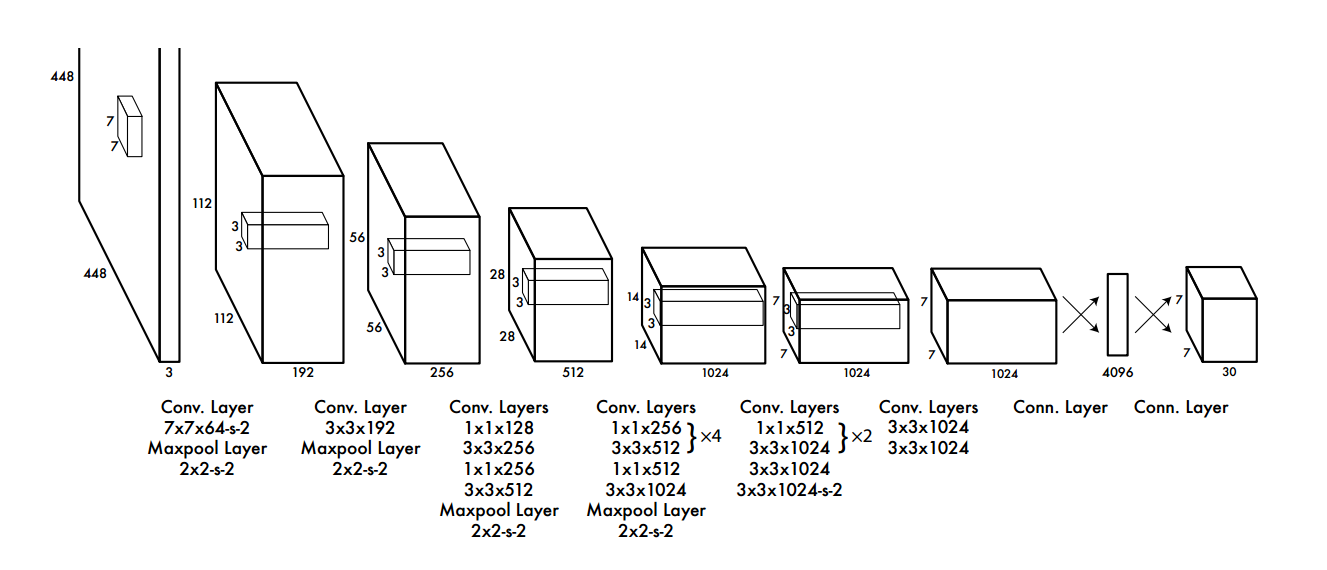 448
7
7
448
3
112
3
3
112
192
56
3
3
56
256
28
3
3
28
512
14
3
3
14
1024
7
3
3
7
1024
7
7
1024
4096
7
7
30
Conv. Layer
7x7x64-s-2
Maxpool Layer
2x2-s-2
Conv. Layer
3x3x192
Maxpool Layer
2x2-s-2
Conv. Layers
1x1x128
3x3x256
1x1x256
3x3x512
Maxpool Layer
2x2-s-2
Conv. Layers
1x1x256
3x3x512
}×4
1x1x512
3x3x1024
Maxpool Layer
2x2-s-2
Conv. Layers
1x1x512
3x3x1024
}×2
3x3x1024
3x3x1024-s-2
Conv. Layers
3x3x1024
3x3x1024
Conn. Layer
Conn. Layer